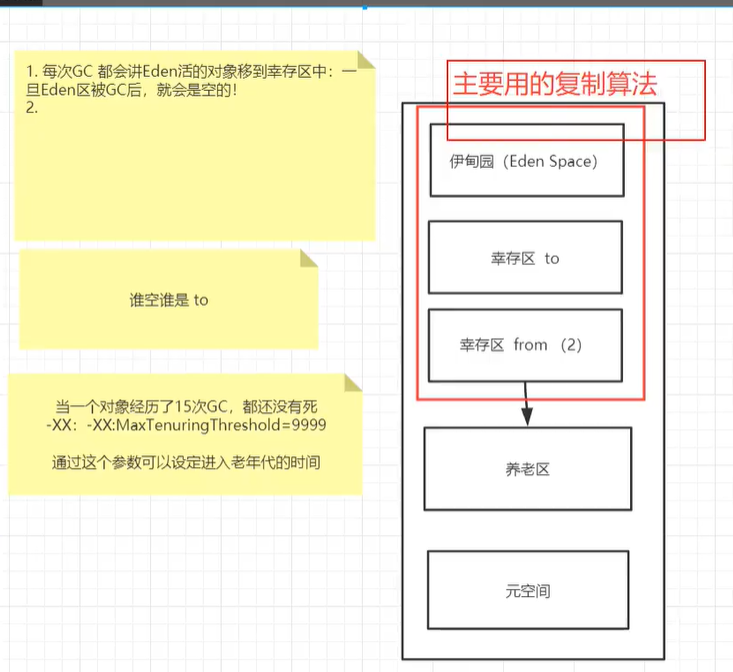 1. 每次GC 都会讲Eden活的对象移到幸存区中：一
旦Eden区被GC后，就会是空的！
2.
谁空谁是 to
当一个对象经历了15次GC，都还没有死
-XX：-XX:MaxTenuringThreshold=9999
通过这个参数可以设定进入老年代的时间
主要用的复制算法
伊甸园（Eden Space）
幸存区 to
幸存区 from （2）
养老区
元空间